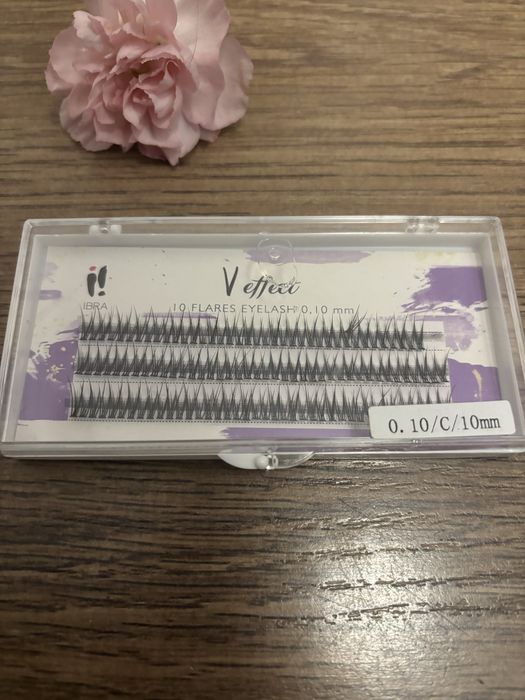 V effect
IBRA
10 FLARES EYELASH 0,10 mm
0.10/C/10mm